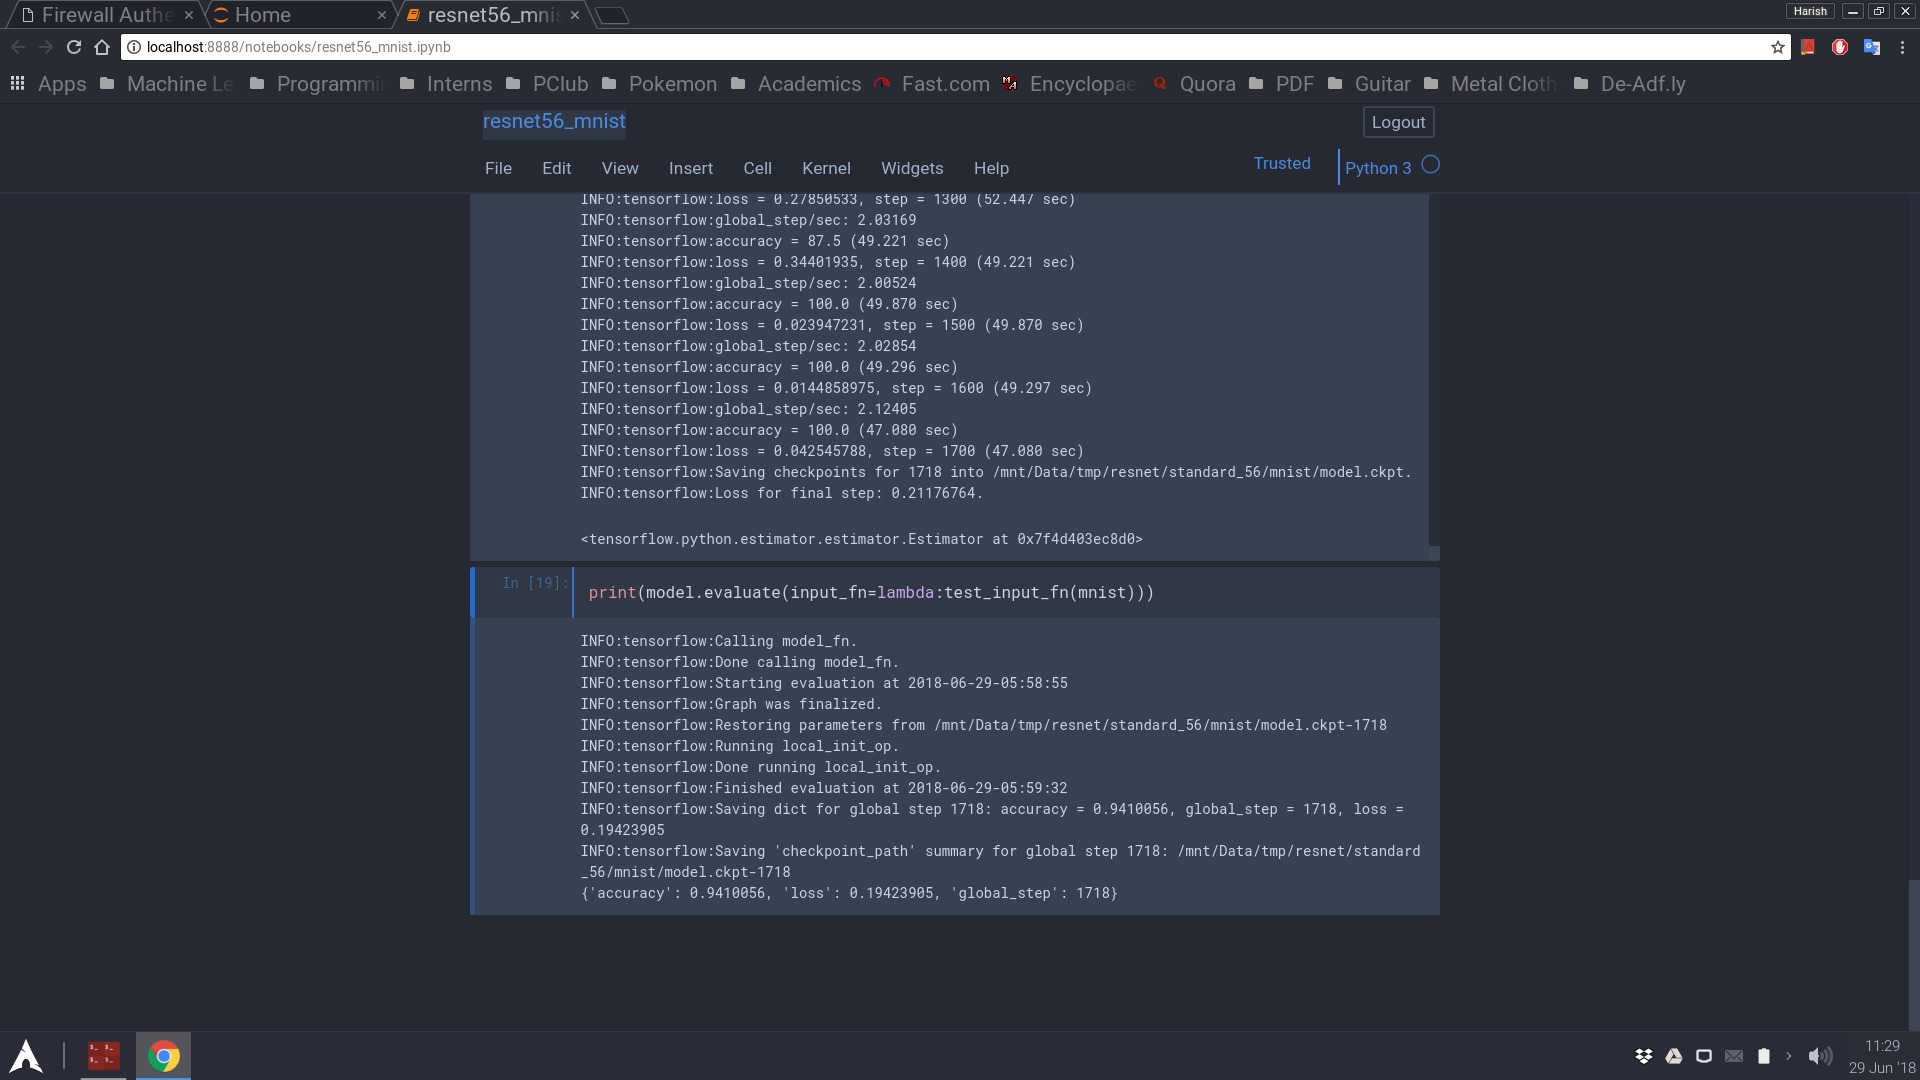 Firewall Authe
Home
resnet56_mnis
Harish
localhost:8888/notebooks/resnet56_mnist.ipynb
Apps Machine Le Programmi Interns PClub Pokemon Academics Fast.com Encyclopae Quora PDF Guitar Metal Cloth De-Adf.ly
resnet56_mnist
Logout
File Edit View Insert Cell Kernel Widgets Help
Trusted Python 3
INFO:tensorflow:loss = 0.27850533, step = 1300 (52.447 sec)
INFO:tensorflow:global_step/sec: 2.03169
INFO:tensorflow:accuracy = 87.5 (49.221 sec)
INFO:tensorflow:loss = 0.34401935, step = 1400 (49.221 sec)
INFO:tensorflow:global_step/sec: 2.00524
INFO:tensorflow:accuracy = 100.0 (49.870 sec)
INFO:tensorflow:loss = 0.023947231, step = 1500 (49.870 sec)
INFO:tensorflow:global_step/sec: 2.02854
INFO:tensorflow:accuracy = 100.0 (49.296 sec)
INFO:tensorflow:loss = 0.0144858975, step = 1600 (49.297 sec)
INFO:tensorflow:global_step/sec: 2.12405
INFO:tensorflow:accuracy = 100.0 (47.080 sec)
INFO:tensorflow:loss = 0.042545788, step = 1700 (47.080 sec)
INFO:tensorflow:Saving checkpoints for 1718 into /mnt/Data/tmp/resnet/standard_56/mnist/model.ckpt.
INFO:tensorflow:Loss for final step: 0.21176764.
<tensorflow.python.estimator.estimator.Estimator at 0x7f4d403ec8d0>
In [19]: print(model.evaluate(input_fn=lambda:test_input_fn(mnist)))
INFO:tensorflow:Calling model_fn.
INFO:tensorflow:Done calling model_fn.
INFO:tensorflow:Starting evaluation at 2018-06-29-05:58:55
INFO:tensorflow:Graph was finalized.
INFO:tensorflow:Restoring parameters from /mnt/Data/tmp/resnet/standard_56/mnist/model.ckpt-1718
INFO:tensorflow:Running local_init_op.
INFO:tensorflow:Done running local_init_op.
INFO:tensorflow:Finished evaluation at 2018-06-29-05:59:32
INFO:tensorflow:Saving dict for global step 1718: accuracy = 0.9410056, global_step = 1718, loss =
0.19423905
INFO:tensorflow:Saving 'checkpoint_path' summary for global step 1718: /mnt/Data/tmp/resnet/standard
_56/mnist/model.ckpt-1718
{'accuracy': 0.9410056, 'loss': 0.19423905, 'global_step': 1718}
11:29
29 Jun '18